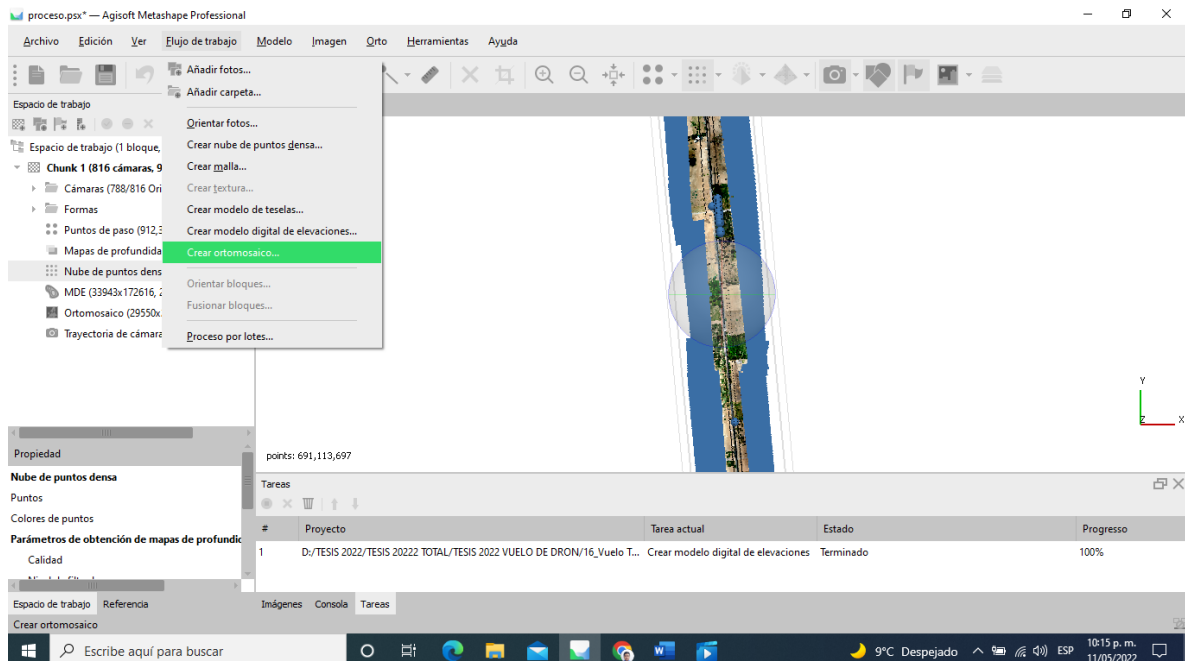 proceso.psx* — Agisoft Metashape Professional
Archivo Edición Ver Flujo de trabajo Modelo Imagen Orto Herramientas Ayuda
Añadir fotos...
Añadir carpeta...
Orientar fotos...
Crear nube de puntos densa...
Crear malla...
Crear textura...
Crear modelo de teselas...
Crear modelo digital de elevaciones...
Crear ortomosaico...
Orientar bloques...
Fusionar bloques...
Proceso por lotes...
Espacio de trabajo
Espacio de trabajo (1 bloque,
Chunk 1 (816 cámaras, 9
Cámaras (788/816 Ori
Formas
Puntos de paso (912,3
Mapas de profundida
Nube de puntos dens
MDE (33943x172616, 2
Ortomosaico (29550x
Trayectoria de cámara
points: 691,113,697
Y
Z X
Propiedad
Nube de puntos densa
Puntos
Colores de puntos
Parámetros de obtención de mapas de profundid
Calidad
Espacio de trabajo Referencia
Tareas
# Proyecto Tarea actual Estado Progreso
1 D:/TESIS 2022/TESIS 20222 TOTAL/TESIS 2022 VUELO DE DRON/16_Vuelo T... Crear modelo digital de elevaciones Terminado 100%
Imágenes Consola Tareas
Crear ortomosaico
Escribe aquí para buscar
9°C Despejado ESP
10:15 p. m.
11/05/2022